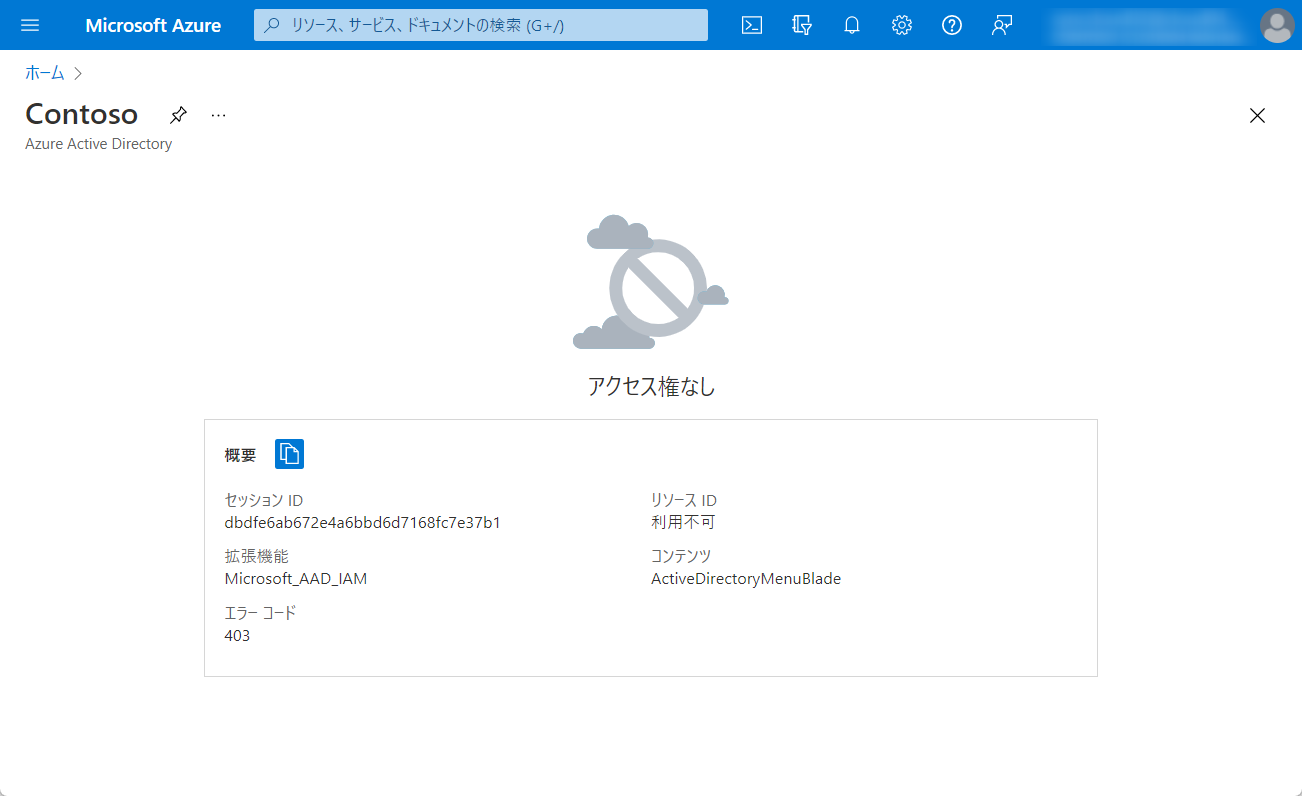 Microsoft Azure
リソース、サービス、ドキュメントの検索 (G+/)
ホーム
Contoso
Azure Active Directory
アクセス権なし
概要
セッション ID
dbdfe6ab672e4a6bbd6d7168fc7e37b1
リソース ID
利用不可
拡張機能
Microsoft_AAD_IAM
コンテンツ
ActiveDirectoryMenuBlade
エラー コード
403